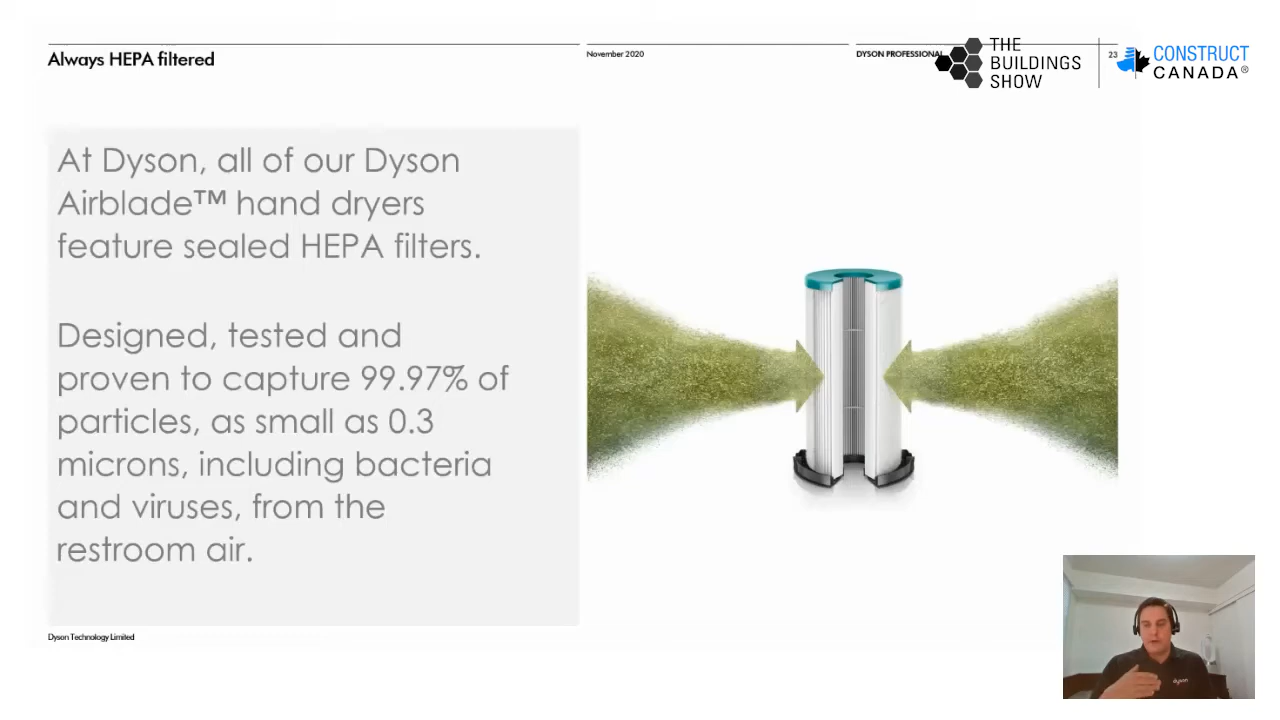 Always HEPA filtered
November 2020
DYSON PROFESSIONAL
23
THE
BUILDINGS
SHOW
CONSTRUCT
CANADA®
At Dyson, all of our Dyson
Airblade™ hand dryers
feature sealed HEPA filters.
Designed, tested and
proven to capture 99.97% of
particles, as small as 0.3
microns, including bacteria
and viruses, from the
restroom air.
Dyson Technology Limited
dyson